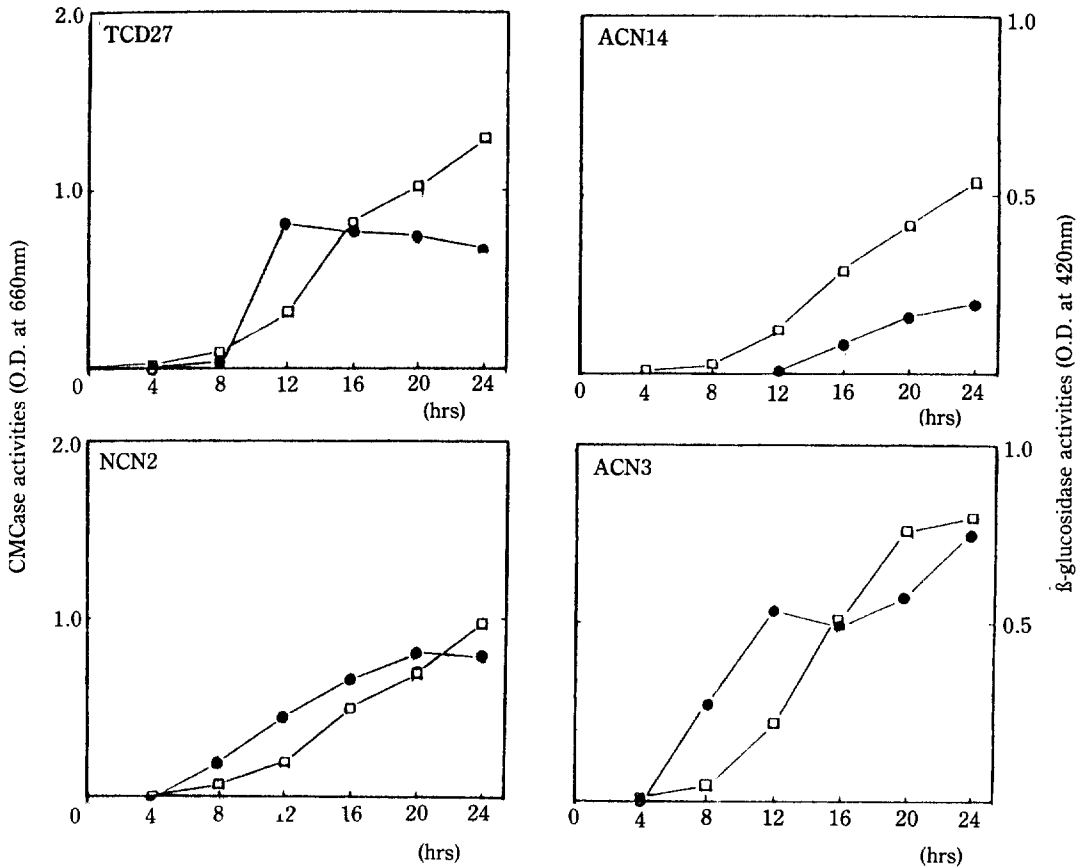 2.0
TCD27
1.0
0 4 8 12 16 20 24
(hrs)
ACN14
1.0
0.5
0 4 8 12 16 20 24
(hrs)
CMCase activities (O.D. at 660nm)
ß-glucosidase activities (O.D. at 420nm)
2.0
NCN2
1.0
0 4 8 12 16 20 24
(hrs)
ACN3
1.0
0.5
0 4 8 12 16 20 24
(hrs)